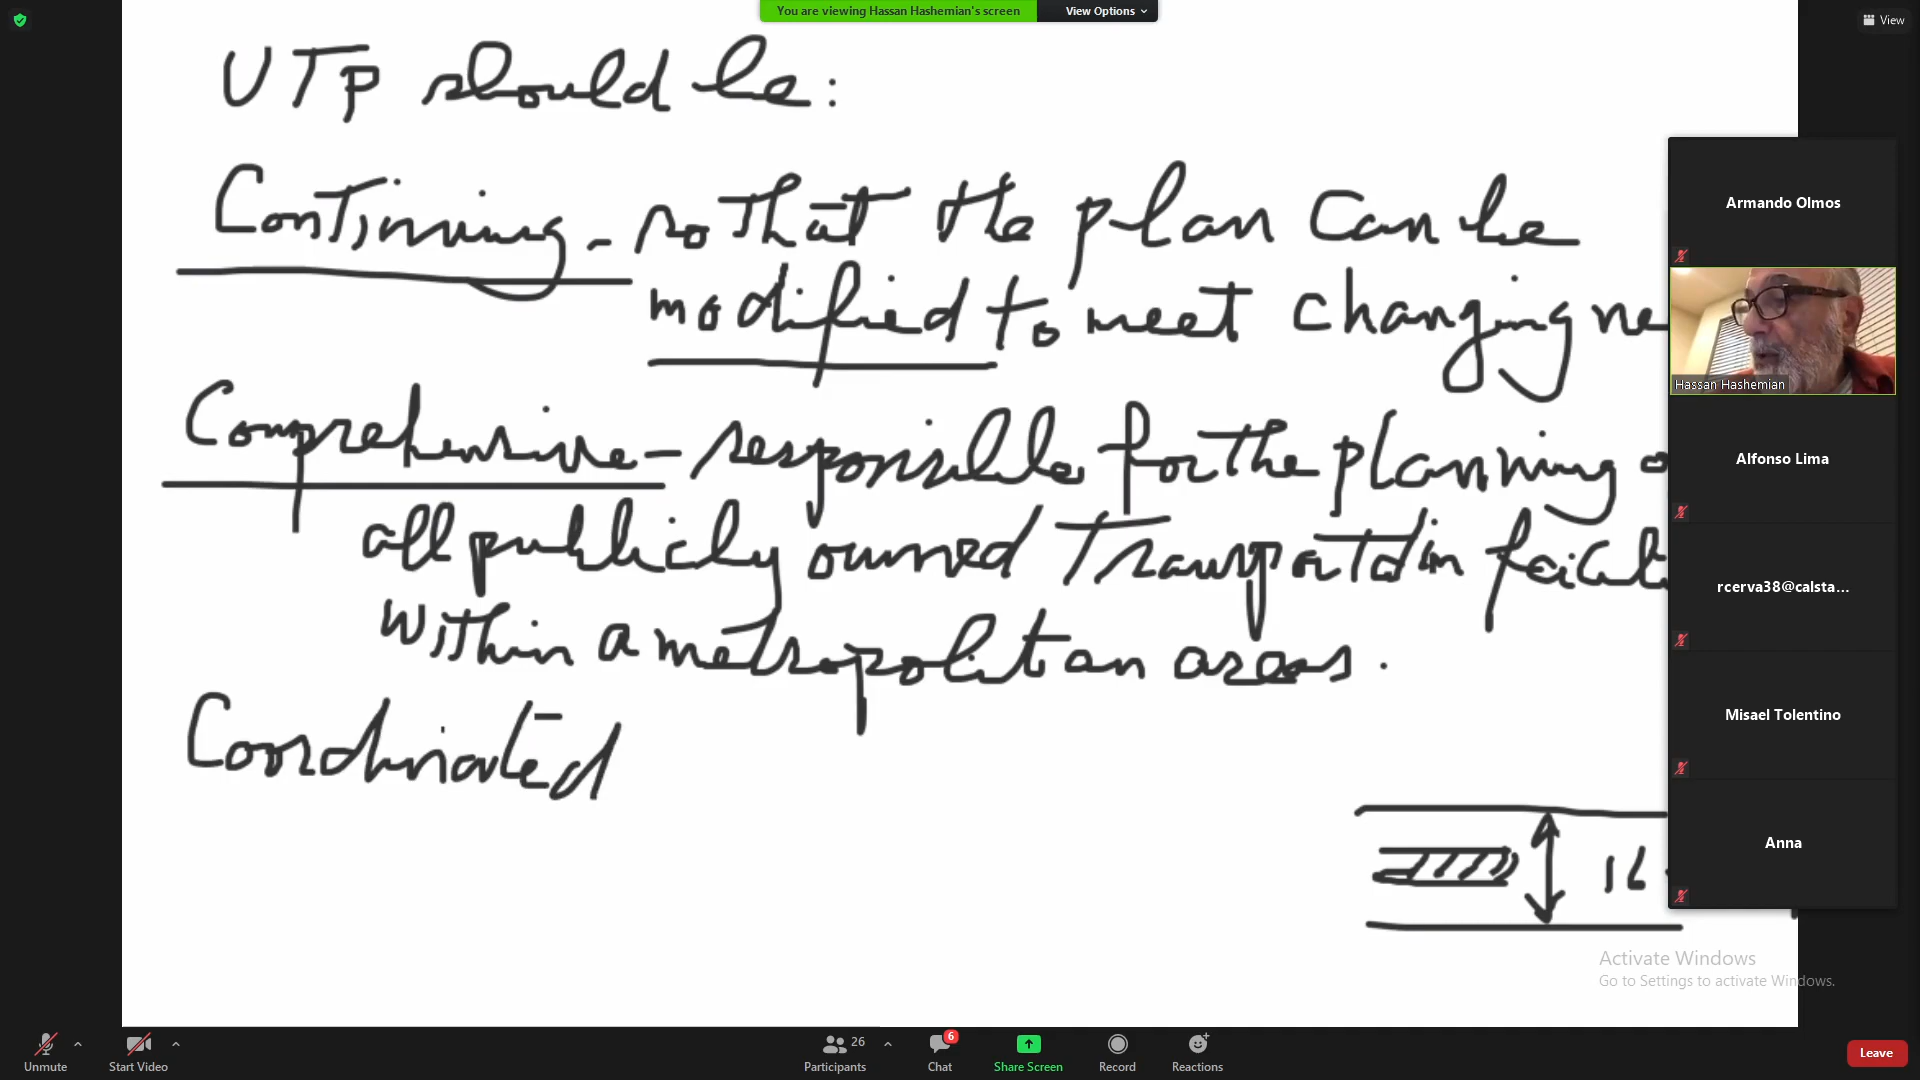 You are viewing Hassan Hashemian's screen
View Options
View
UTP should be:
Continuing - so that the plan can be
modified to meet changing ne
Comprehensive - responsible for the planning o
all publicly owned transportation facilit
within a metropolitan areas.
Coordinated
16
Armando Olmos
Hassan Hashemian
Alfonso Lima
rcerva38@calsta...
Misael Tolentino
Anna
Activate Windows
Go to Settings to activate Windows.
Unmute
Start Video
Participants
26
Chat
6
Share Screen
Record
Reactions
Leave